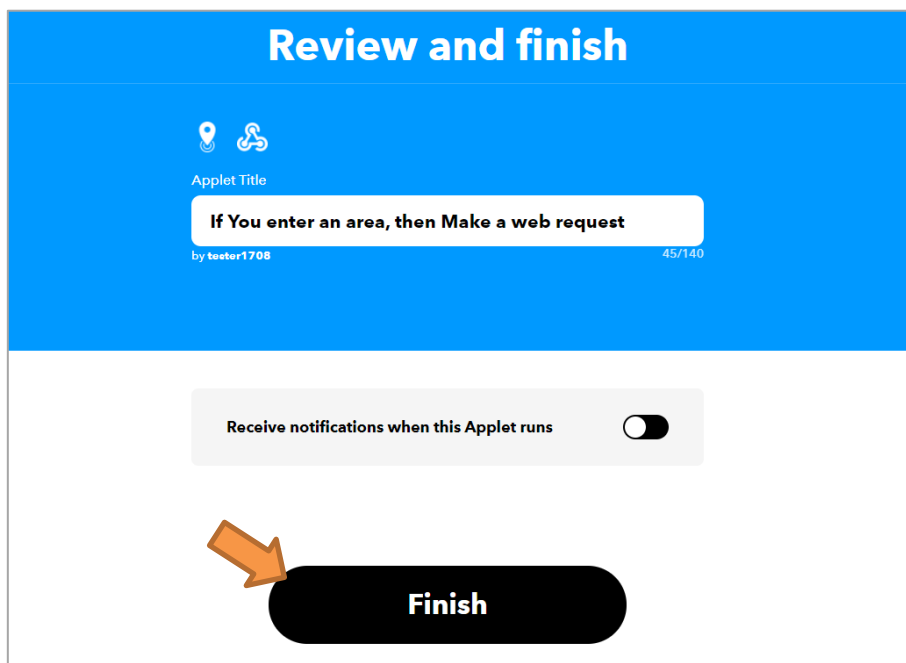 Review and finish
Applet Title
If You enter an area, then Make a web request
by teeter1708
45/140
Receive notifications when this Applet runs
Finish